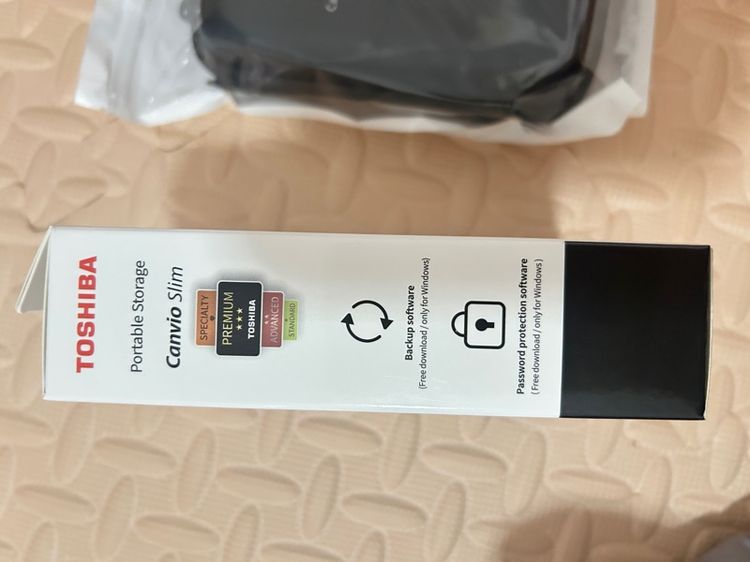 TOSHIBA
Portable Storage
Canvio Slim
SPECIALTY
PREMIUM
★★★
TOSHIBA
★★
ADVANCED
★
STANDARD
Backup software
(Free download / only for Windows)
Password protection software
( Free download / only for Windows )